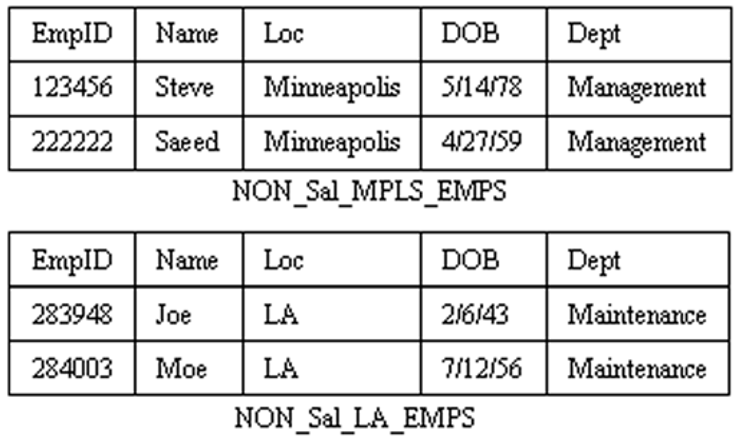 EmpID Name Loc DOB Dept
123456 Steve Minneapolis 5/14/78 Management
222222 Saeed Minneapolis 4/27/59 Management
NON_Sal_MPLS_EMPS
EmpID Name Loc DOB Dept
283948 Joe LA 2/6/43 Maintenance
284003 Moe LA 7/12/56 Maintenance
NON_Sal_LA_EMPS